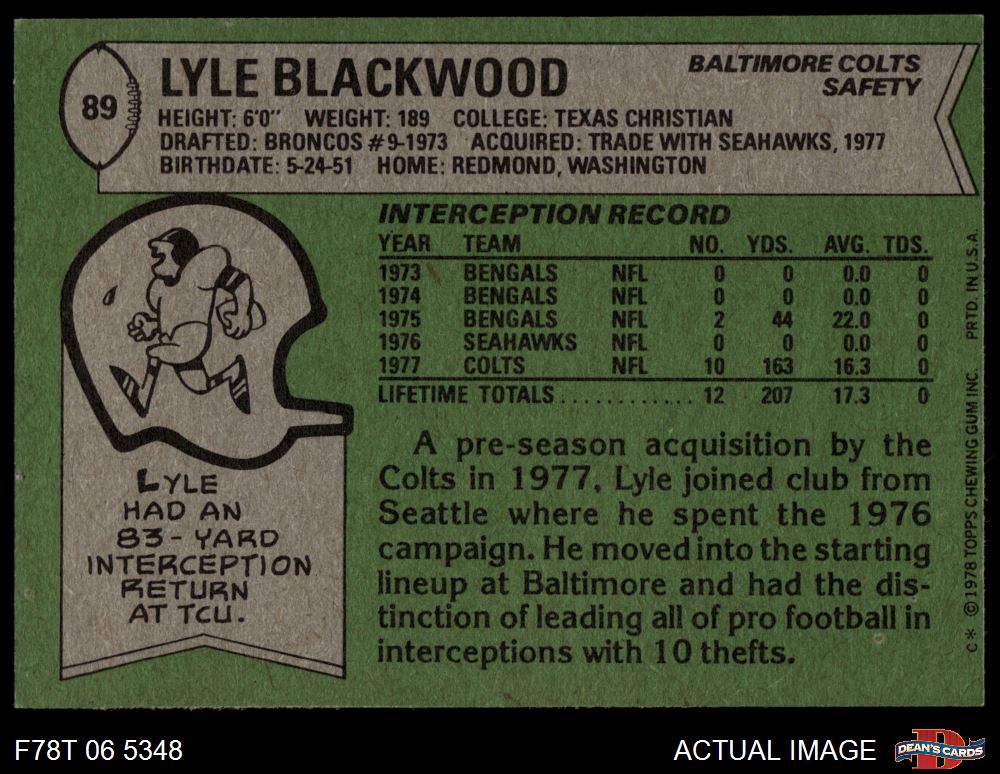 89
LYLE BLACKWOOD
BALTIMORE COLTS
SAFETY
HEIGHT: 6'0" WEIGHT: 189 COLLEGE: TEXAS CHRISTIAN
DRAFTED: BRONCOS #9-1973 ACQUIRED: TRADE WITH SEAHAWKS, 1977
BIRTHDATE: 5-24-51 HOME: REDMOND, WASHINGTON
INTERCEPTION RECORD
YEAR TEAM NO. YDS. AVG. TDS.
1973 BENGALS NFL 0 0 0.0 0
1974 BENGALS NFL 0 0 0.0 0
1975 BENGALS NFL 2 44 22.0 0
1976 SEAHAWKS NFL 0 0 0.0 0
1977 COLTS NFL 10 163 16.3 0
LIFETIME TOTALS............ 12 207 17.3 0
LYLE
HAD AN
83-YARD
INTERCEPTION
RETURN
AT TCU.
A pre-season acquisition by the
Colts in 1977, Lyle joined club from
Seattle where he spent the 1976
campaign. He moved into the starting
lineup at Baltimore and had the dis-
tinction of leading all of pro football in
interceptions with 10 thefts.
C* © 1978 TOPPS CHEWING GUM INC. PRTD. IN U.S.A.
F78T 06 5348
ACTUAL IMAGE
D
DEAN'S CARDS